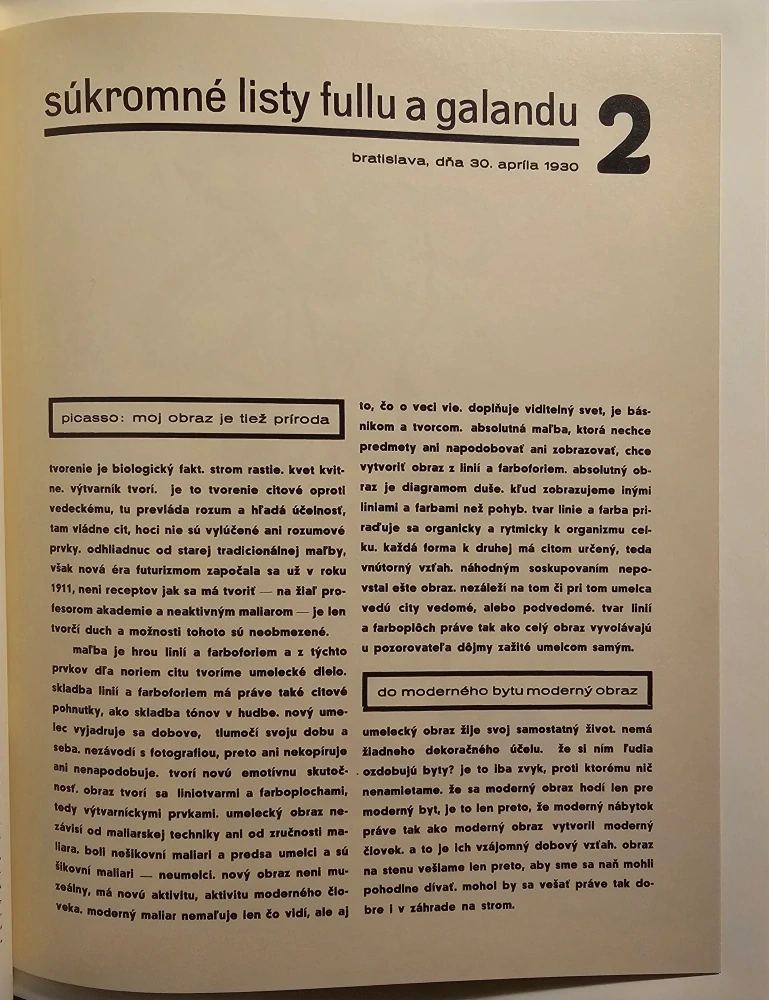 súkromné listy fullu a galandu 2
bratislava, dňa 30. apríla 1930
picasso: moj obraz je tiež príroda
tvorenie je biologický fakt. strom rastie. kvet kvit-
ne. výtvarník tvorí. je to tvorenie citové oproti
vedeckému, tu prevláda rozum a hľadá účelnosť,
tam vládne cit, hoci nie sú vylúčené ani rozumové
prvky. odhliadnuc od starej tradicionálnej maľby,
však nová éra futurizmom započala sa už v roku
1911, neni receptov jak sa má tvoriť — na žiaľ pro-
fesorom akademie a neaktivným maliarom — je len
tvorčí duch a možnosti tohoto sú neobmezené.
maľba je hrou linií a farboforiem a z týchto
prvkov dľa noriem citu tvoríme umelecké dielo.
skladba linií a farboforiem má práve také citové
pohnutky, ako skladba tónov v hudbe. nový ume-
lec vyjadruje sa dobove, tlumočí svoju dobu a
seba. nezávodí s fotografiou, preto ani nekopíruje
ani nenapodobuje. tvorí novú emotívnu skutoč-
nosť. obraz tvorí sa liniotvarmi a farboplochami,
tedy výtvarníckymi prvkami. umelecký obraz ne-
závisí od maliarskej techniky ani od zručnosti ma-
liara. boli nešikovní maliari a predsa umelci a sú
šikovní maliari — neumelci. nový obraz neni mu-
zeálny, má novú aktivitu, aktivitu moderného člo-
veka. moderný maliar nemaľuje len čo vidí, ale aj
to, čo o veci vie. doplňuje viditelný svet, je bás-
nikom a tvorcom. absolutná maľba, ktorá nechce
predmety ani napodobovať ani zobrazovať, chce
vytvoriť obraz z linií a farboforiem. absolutný ob-
raz je diagramom duše. kľud zobrazujeme inými
liniami a farbami než pohyb. tvar linie a farba pri-
raďuje sa organicky a rytmicky k organizmu cel-
ku. každá forma k druhej má citom určený, teda
vnútorný vzťah. náhodným soskupovaním nepo-
vstal ešte obraz. nezáleží na tom či pri tom umelca
vedú city vedomé, alebo podvedomé. tvar linií
a farboplôch práve tak ako celý obraz vyvolávajú
u pozorovateľa dôjmy zažité umelcom samým.
do moderného bytu moderný obraz
umelecký obraz žije svoj samostatný život. nemá
žiadneho dekoračného účelu. že si ním ľudia
ozdobujú byty? je to iba zvyk, proti ktorému nič
nenamietame. že sa moderný obraz hodí len pre
moderný byt, je to len preto, že moderný nábytok
práve tak ako moderný obraz vytvoril moderný
človek. a to je ich vzájomný dobový vzťah. obraz
na stenu vešiame len preto, aby sme sa naň mohli
pohodlne dívať. mohol by sa vešať práve tak do-
bre i v záhrade na strom.